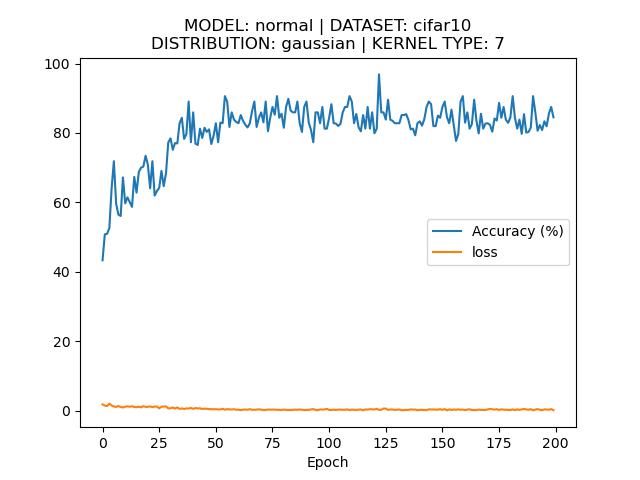 MODEL: normal | DATASET: cifar10
DISTRIBUTION: gaussian | KERNEL TYPE: 7
100
80
60
40
20
0
Accuracy (%)
loss
0 25 50 75 100 125 150 175 200
Epoch